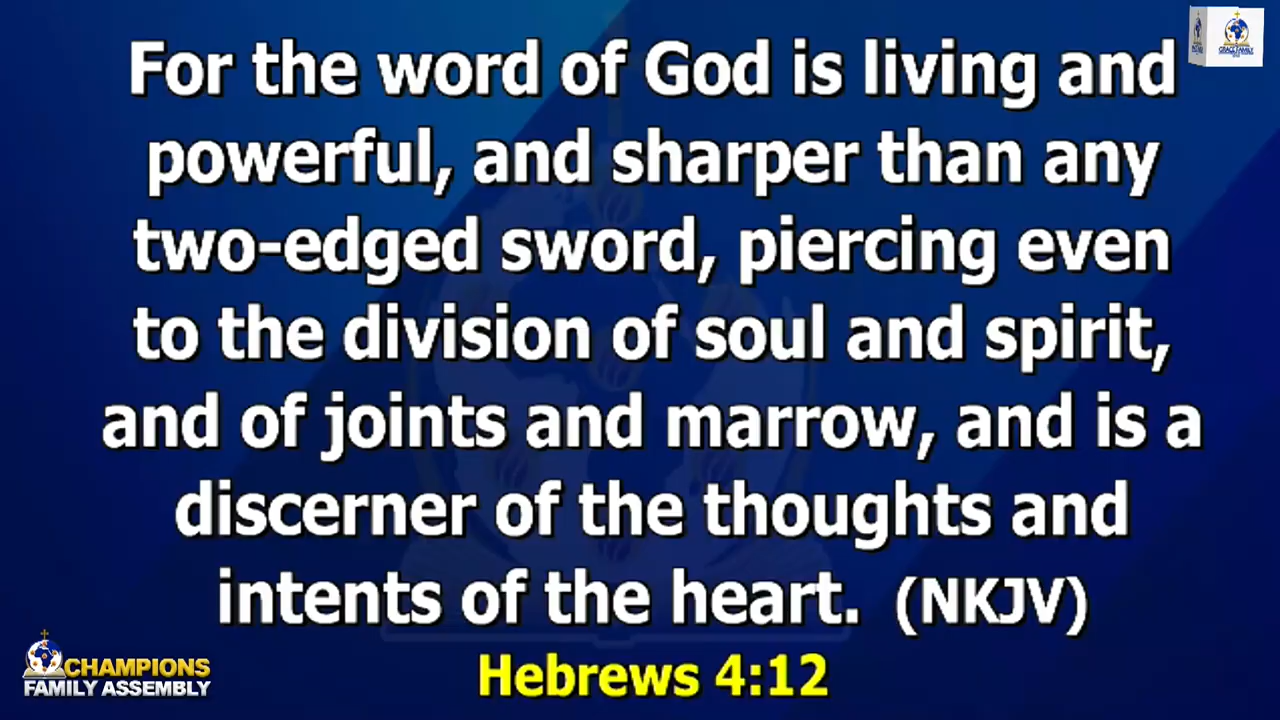 For the word of God is living and
powerful, and sharper than any
two-edged sword, piercing even
to the division of soul and spirit,
and of joints and marrow, and is a
discerner of the thoughts and
intents of the heart. (NKJV)
Hebrews 4:12
CHAMPIONS
FAMILY ASSEMBLY
GRACE FAMILY